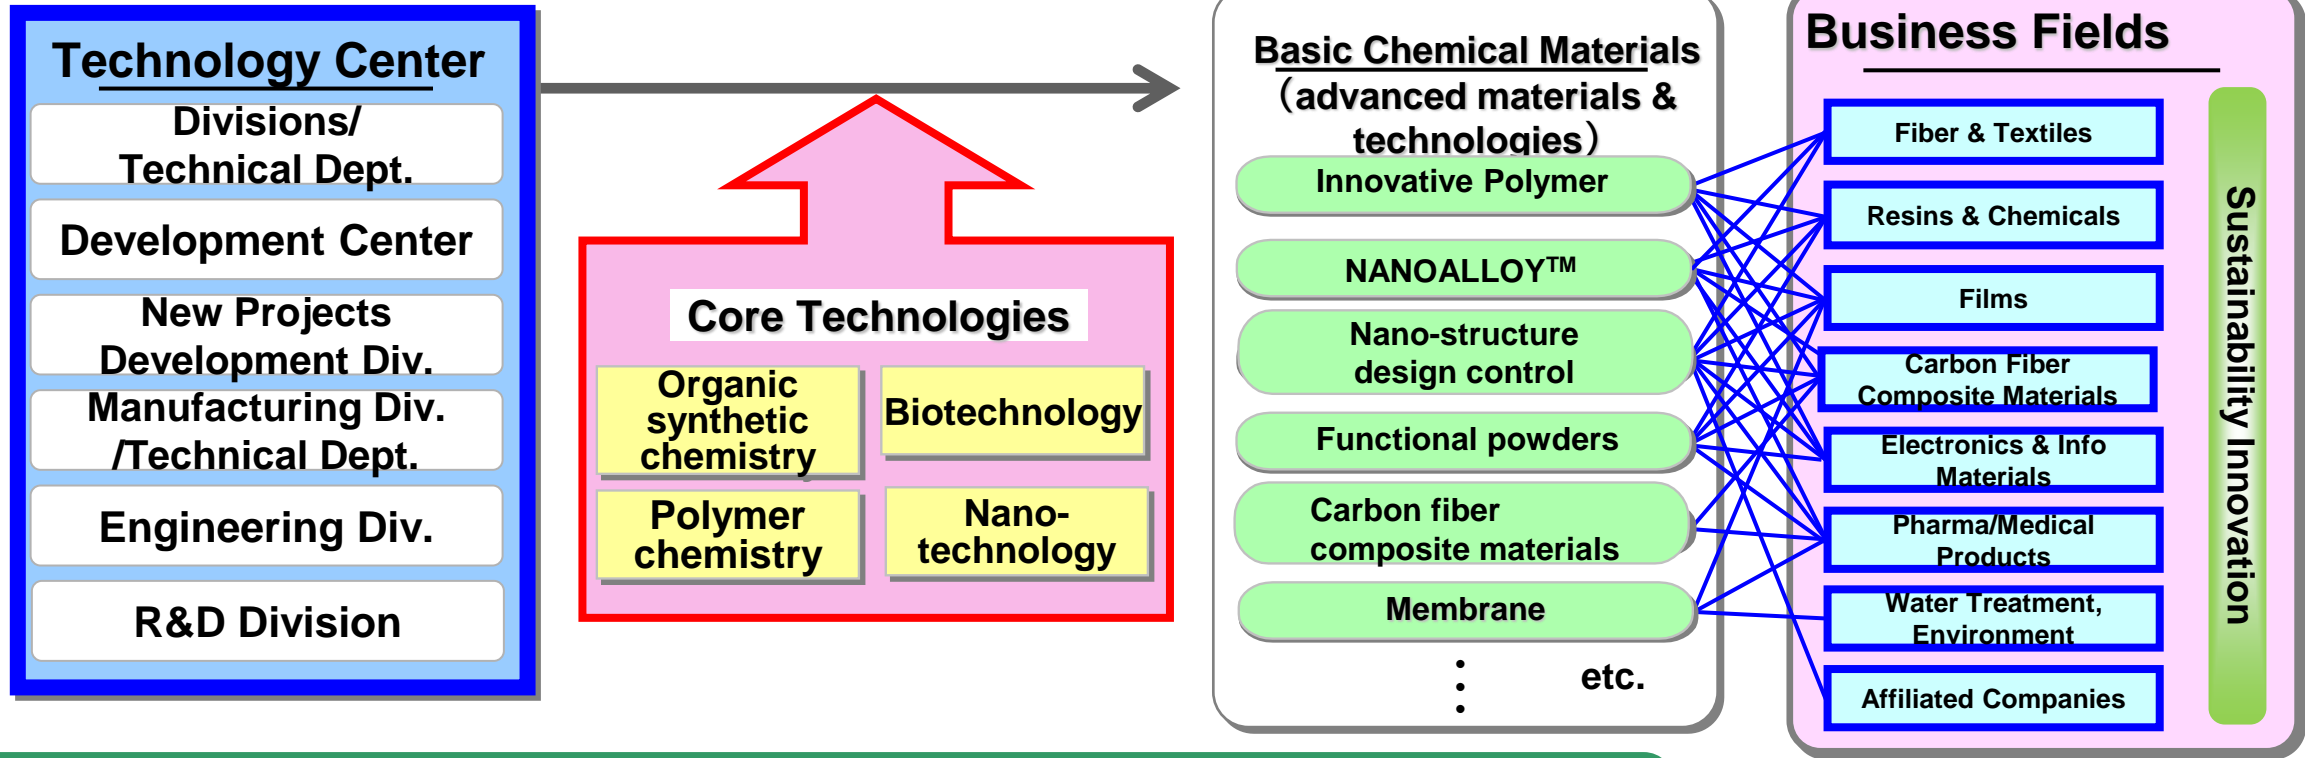 Technology Center
Divisions/
Technical Dept.
Development Center
New Projects
Development Div.
Manufacturing Div.
/Technical Dept.
Engineering Div.
R&D Division
Core Technologies
Organic
synthetic
chemistry
Biotechnology
Polymer
chemistry
Nano-
technology
Basic Chemical Materials
（advanced materials &
technologies）
Innovative Polymer
NANOALLOY™
Nano-structure
design control
Functional powders
Carbon fiber
composite materials
Membrane
⋮
etc.
Business Fields
Fiber & Textiles
Resins & Chemicals
Films
Carbon Fiber
Composite Materials
Electronics & Info
Materials
Pharma/Medical
Products
Water Treatment,
Environment
Affiliated Companies
Sustainability Innovation